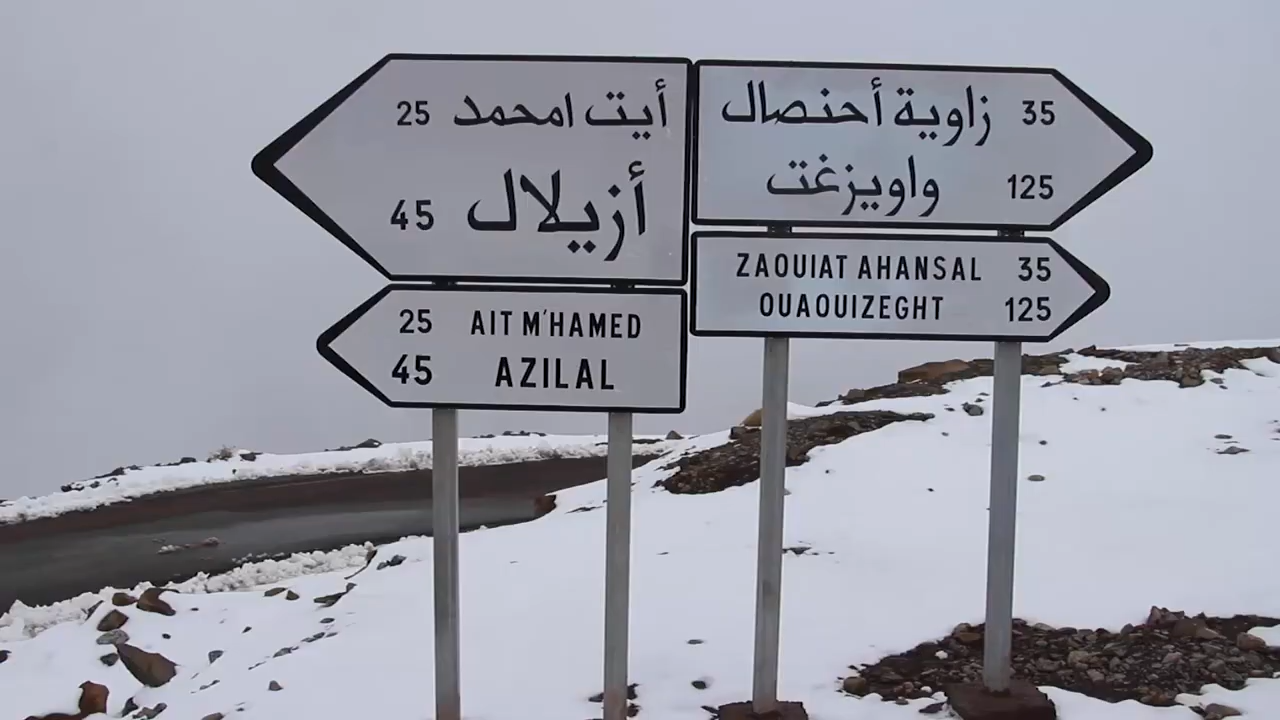 25 أيت امحمد
45 أزيلال
25 AIT M'HAMED
45 AZILAL
زاوية أحنصال 35
واويزغت 125
ZAOUIAT AHANSAL 35
OUAOUIZEGHT 125